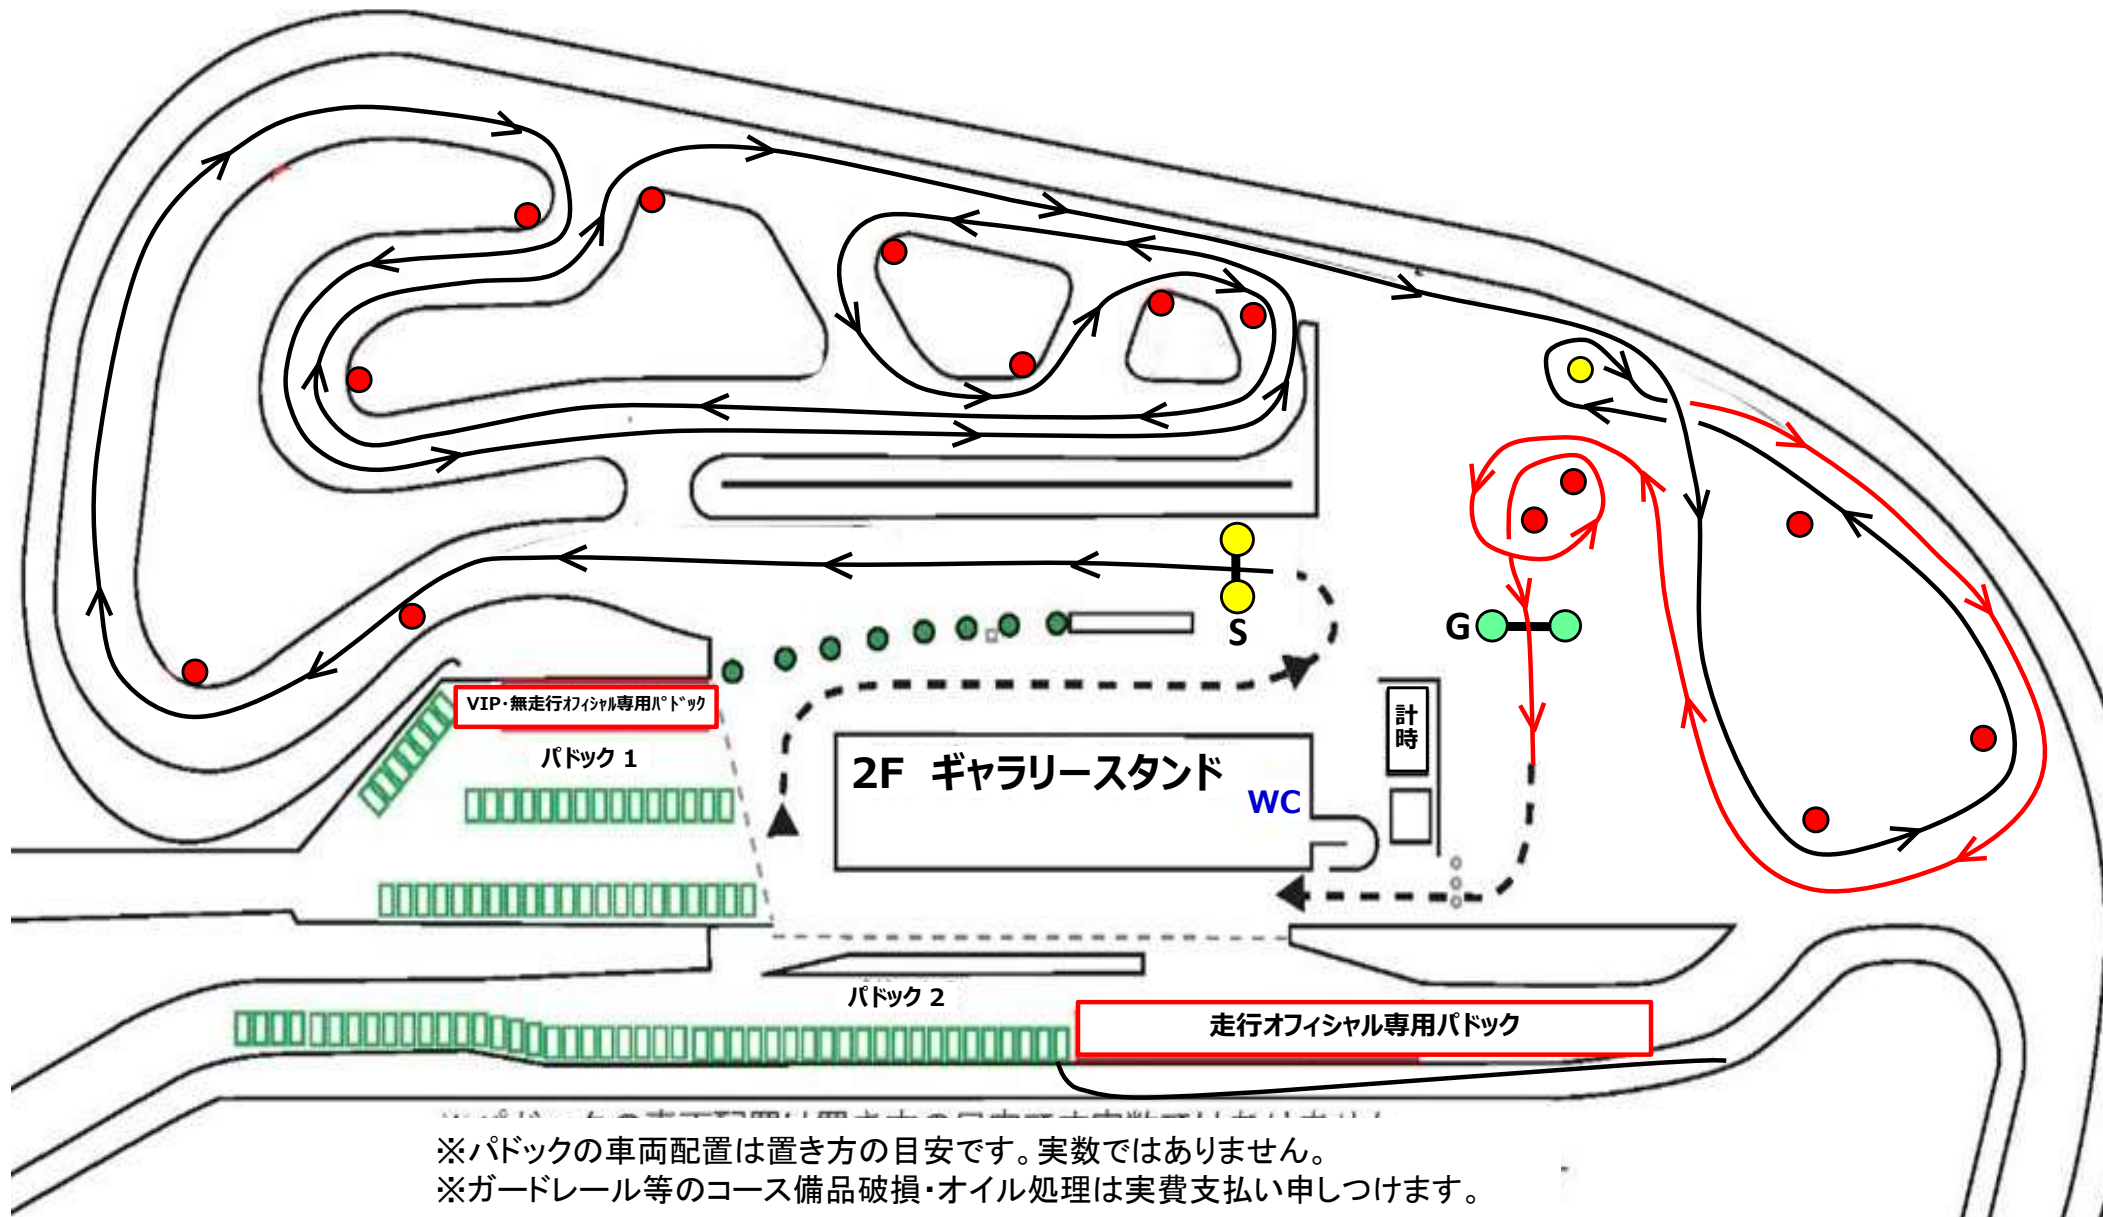 S
G
VIP・無走行ｵﾌｨｼｬﾙ専用ﾊﾟﾄﾞｯｸ
パドック 1
計時
2F ギャラリースタンド
WC
パドック 2
走行オフィシャル専用パドック
※パドックの車両配置は置き方の目安です。実数ではありません。
※ガードレール等のコース備品破損・オイル処理は実費支払い申しつけます。